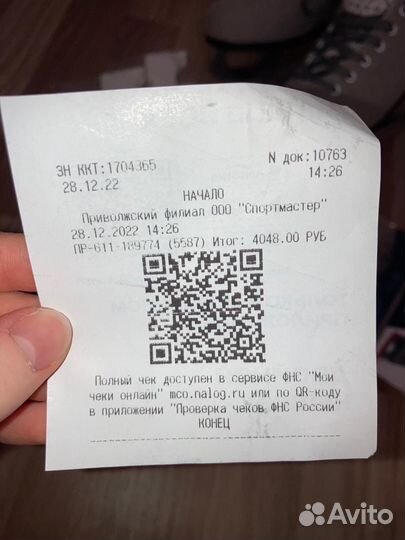 ЗН ККТ:1704365 N док:10763
28.12.22 14:26
НАЧАЛО
Приволжский филиал ООО "Спортмастер"
28.12.2022 14:26
ПР-611-189774 (5587) Итог: 4048.00 РУБ
Полный чек доступен в сервисе ФНС "Мои
чеки онлайн" mco.nalog.ru или по QR-коду
в приложении "Проверка чеков ФНС России"
КОНЕЦ
Avito